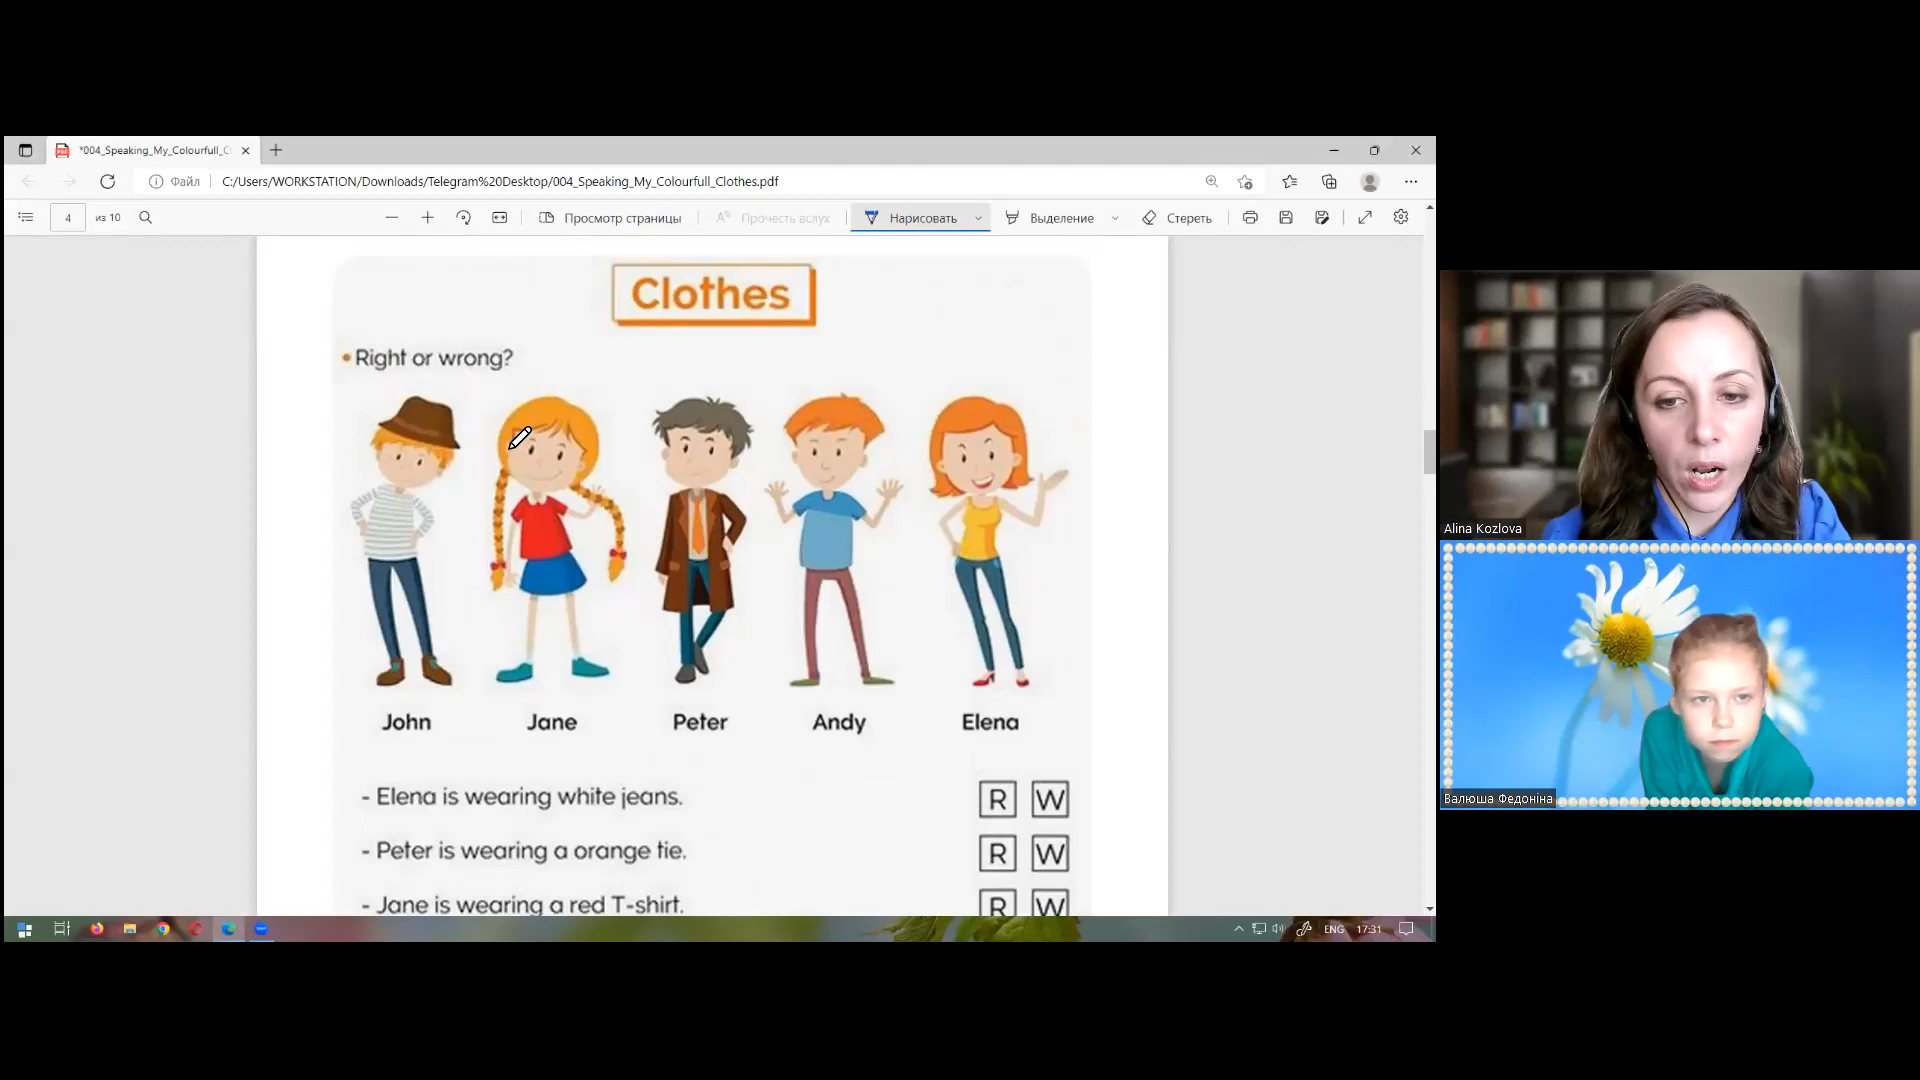 *004_Speaking_My_Colourfull_C
Файл
C:/Users/WORKSTATION/Downloads/Telegram%20Desktop/004_Speaking_My_Colourfull_Clothes.pdf
4 из 10
Просмотр страницы
Прочесть вслух
Нарисовать
Выделение
Стереть
Clothes
Right or wrong?
John Jane Peter Andy Elena
- Elena is wearing white jeans. R W
- Peter is wearing a orange tie. R W
- Jane is wearing a red T-shirt. R W
Alina Kozlova
Валюша Федоніна
ENG 17:31